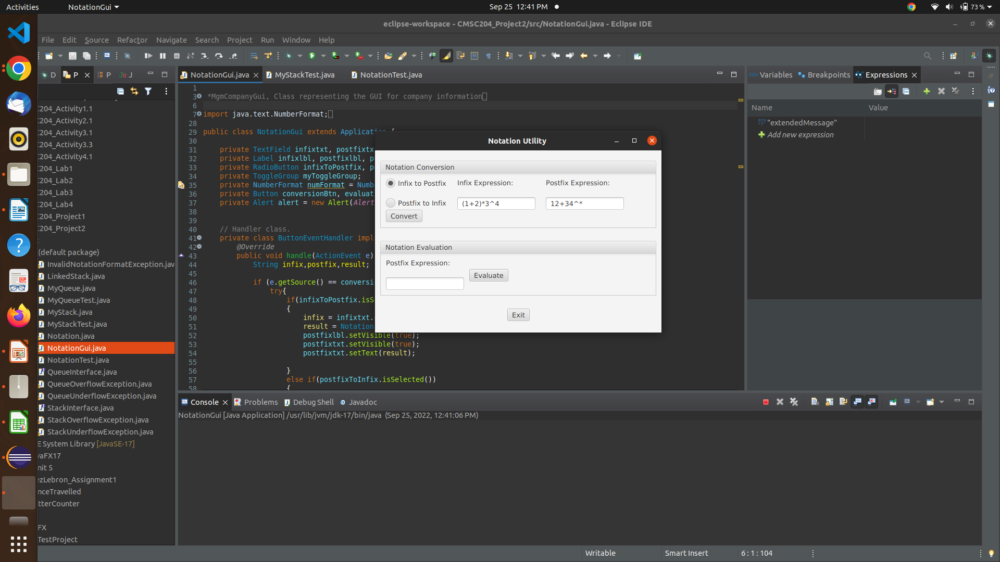 Activities NotationGui Sep 25 12:41 PM 73 %
eclipse-workspace - CMSC204_Project2/src/NotationGui.java - Eclipse IDE
File Edit Source Refactor Navigate Search Project Run Window Help
D P P J
NotationGui.java MyStackTest.java NotationTest.java
Variables Breakpoints Expressions
Name Value
"extendedMessage"
Add new expression
C204_Activity1.1
C204_Activity2.1
C204_Activity3.1
C204_Activity3.3
C204_Activity4.1
C204_Lab1
C204_Lab2
C204_Lab3
C204_Lab4
C204_Project1
C204_Project2
(default package)
InvalidNotationFormatException.jav
LinkedStack.java
MyQueue.java
MyQueueTest.java
MyStack.java
MyStackTest.java
Notation.java
NotationGui.java
NotationTest.java
QueueInterface.java
QueueOverflowException.java
QueueUnderflowException.java
StackInterface.java
StackOverflowException.java
StackUnderflowException.java
E System Library [JavaSE-17]
vaFX17
nit 5
ezLebron_Assignment1
nceTravelled
tterCounter
FX
TestProject
1
3 *MgmCompanyGui, Class representing the GUI for company information
6
7 import java.text.NumberFormat;
28
29 public class NotationGui extends Application {
30
31 private TextField infixtxt, postfixtx
32 private Label infixlbl, postfixlbl, p
33 private RadioButton infixToPostfix, p
34 private ToggleGroup myToggleGroup;
35 private NumberFormat numFormat = Numb
36 private Button conversionBtn, evaluat
37 private Alert alert = new Alert(Alert
38
39
40 // Handler class.
41 private class ButtonEventHandler impl
42 @Override
43 public void handle(ActionEvent e)
44 String infix,postfix,result;
45
46 if (e.getSource() == conversi
47 try{
48 if(infixToPostfix.isS
49 {
50 infix = infixtxt.
51 result = Notation
52 postfixlbl.setVisible(true);
53 postfixtxt.setVisible(true);
54 postfixtxt.setText(result);
55
56 }
57 else if(postfixToInfix.isSelected())
58 {
Notation Utility
Notation Conversion
Infix to Postfix Infix Expression: Postfix Expression:
Postfix to Infix (1+2)*3^4 12+34^*
Convert
Notation Evaluation
Postfix Expression:
Evaluate
Exit
Console Problems Debug Shell Javadoc
NotationGui [Java Application] /usr/lib/jvm/jdk-17/bin/java (Sep 25, 2022, 12:41:06 PM)
Writable Smart Insert 6 : 1 : 104